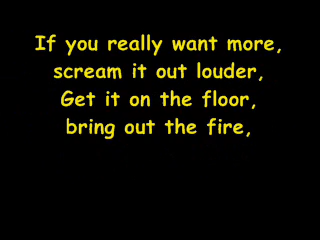 If you really want more,
scream it out louder,
Get it on the floor,
bring out the fire,